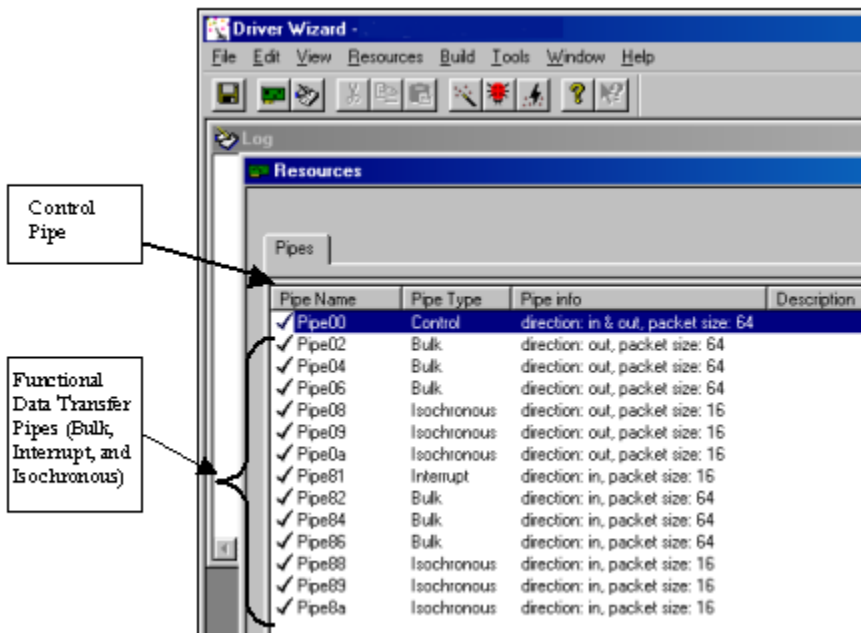 Driver Wizard -
File Edit View Resources Build Tools Window Help
Log
Resources
Control
Pipe
Pipes
Pipe Name Pipe Type Pipe info Description
Pipe00 Control direction: in & out, packet size: 64
Pipe02 Bulk direction: out, packet size: 64
Pipe04 Bulk direction: out, packet size: 64
Pipe06 Bulk direction: out, packet size: 64
Pipe08 Isochronous direction: out, packet size: 16
Pipe09 Isochronous direction: out, packet size: 16
Pipe0a Isochronous direction: out, packet size: 16
Pipe81 Interrupt direction: in, packet size: 16
Pipe82 Bulk direction: in, packet size: 64
Pipe84 Bulk direction: in, packet size: 64
Pipe86 Bulk direction: in, packet size: 64
Pipe88 Isochronous direction: in, packet size: 16
Pipe89 Isochronous direction: in, packet size: 16
Pipe8a Isochronous direction: in, packet size: 16
Functional
Data Transfer
Pipes (Bulk,
Interrupt, and
Isochronous)